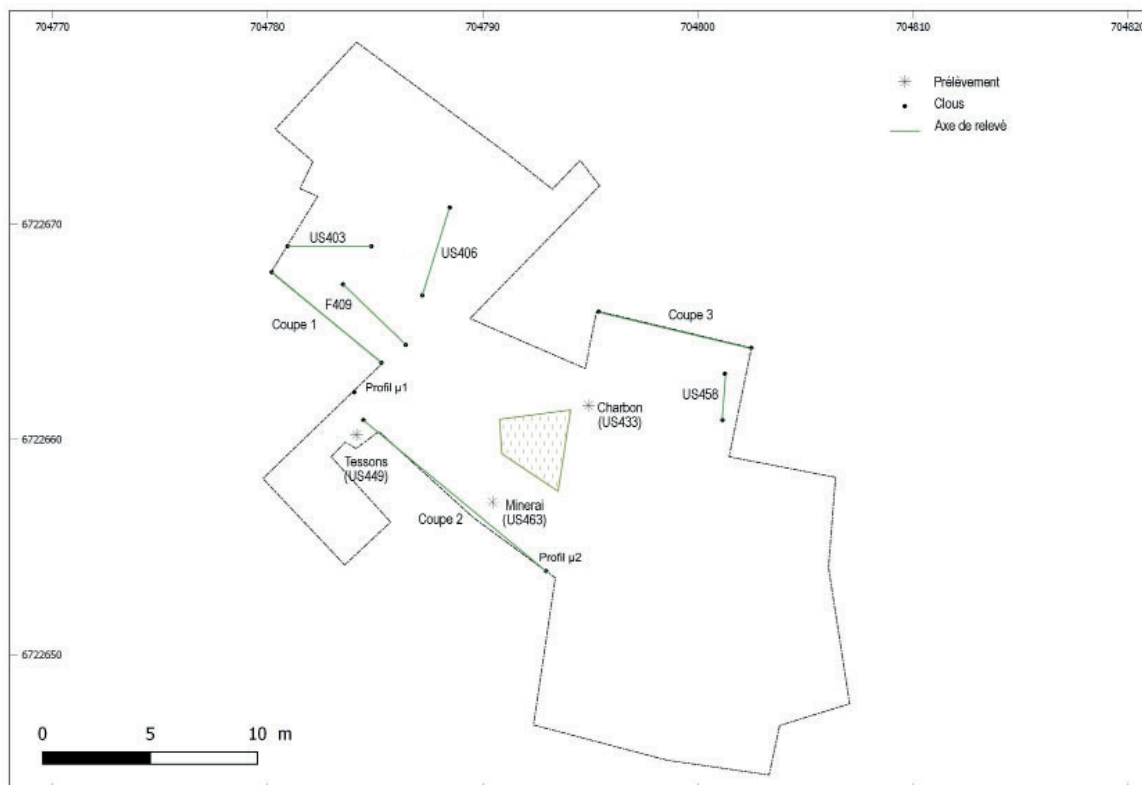 704770
704780
704790
704800
704810
704820
Prélèvement
Clous
Axe de relevé
6722670
US403
US406
F409
Coupe 1
Coupe 3
Profil µ1
US458
Charbon
(US433)
6722660
Tessons
(US449)
Minerai
(US463)
Coupe 2
Profil µ2
6722650
0 5 10 m